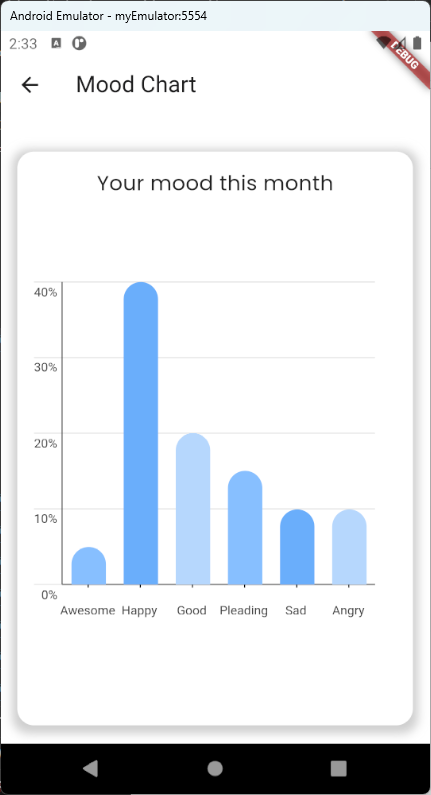 Android Emulator - myEmulator:5554
2:33
DEBUG
Mood Chart
Your mood this month
40%
30%
20%
10%
0%
Awesome Happy Good Pleading Sad Angry